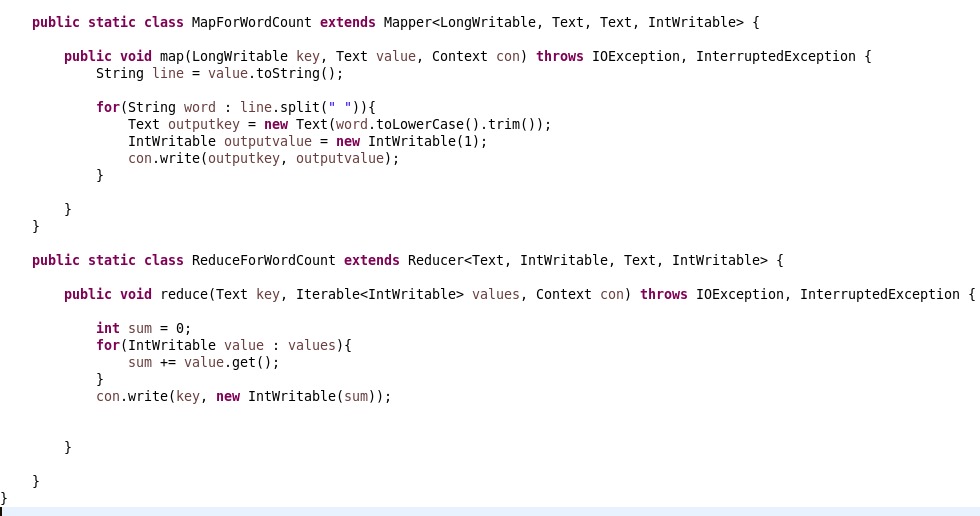 public static class MapForWordCount extends Mapper<LongWritable, Text, Text, IntWritable> {
public void map(LongWritable key, Text value, Context con) throws IOException, InterruptedException {
String line = value.toString();
for(String word : line.split(" ")){
Text outputkey = new Text(word.toLowerCase().trim());
IntWritable outputvalue = new IntWritable(1);
con.write(outputkey, outputvalue);
}
}
}
public static class ReduceForWordCount extends Reducer<Text, IntWritable, Text, IntWritable> {
public void reduce(Text key, Iterable<IntWritable> values, Context con) throws IOException, InterruptedException {
int sum = 0;
for(IntWritable value : values){
sum += value.get();
}
con.write(key, new IntWritable(sum));
}
}
}